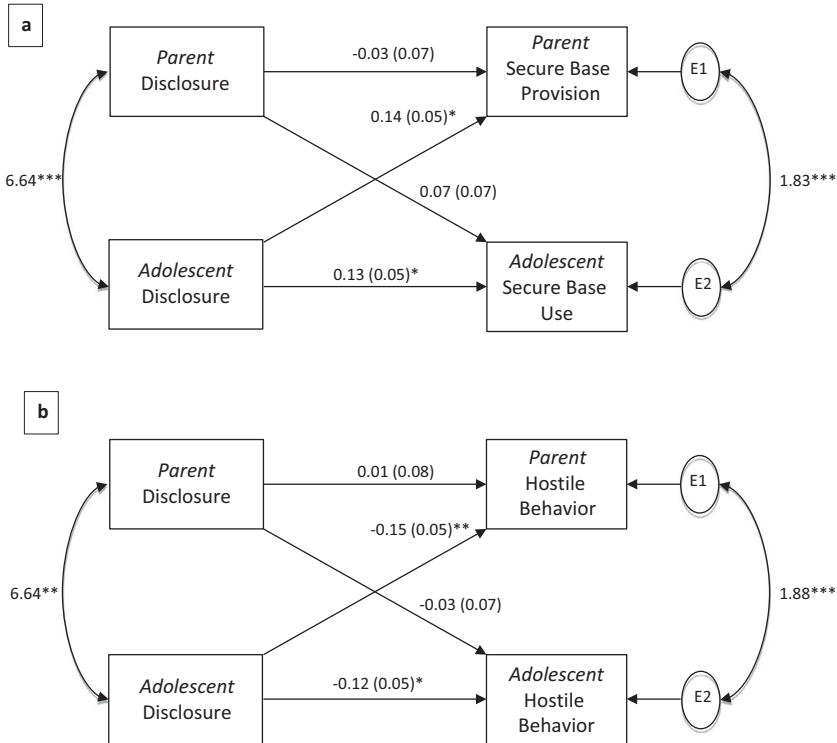 a
Parent
Disclosure
-0.03 (0.07)
Parent
Secure Base
Provision
E1
0.14 (0.05)*
6.64***
0.07 (0.07)
1.83***
Adolescent
Disclosure
0.13 (0.05)*
Adolescent
Secure Base
Use
E2
b
Parent
Disclosure
0.01 (0.08)
Parent
Hostile
Behavior
E1
-0.15 (0.05)**
6.64**
-0.03 (0.07)
1.88***
Adolescent
Disclosure
-0.12 (0.05)*
Adolescent
Hostile
Behavior
E2